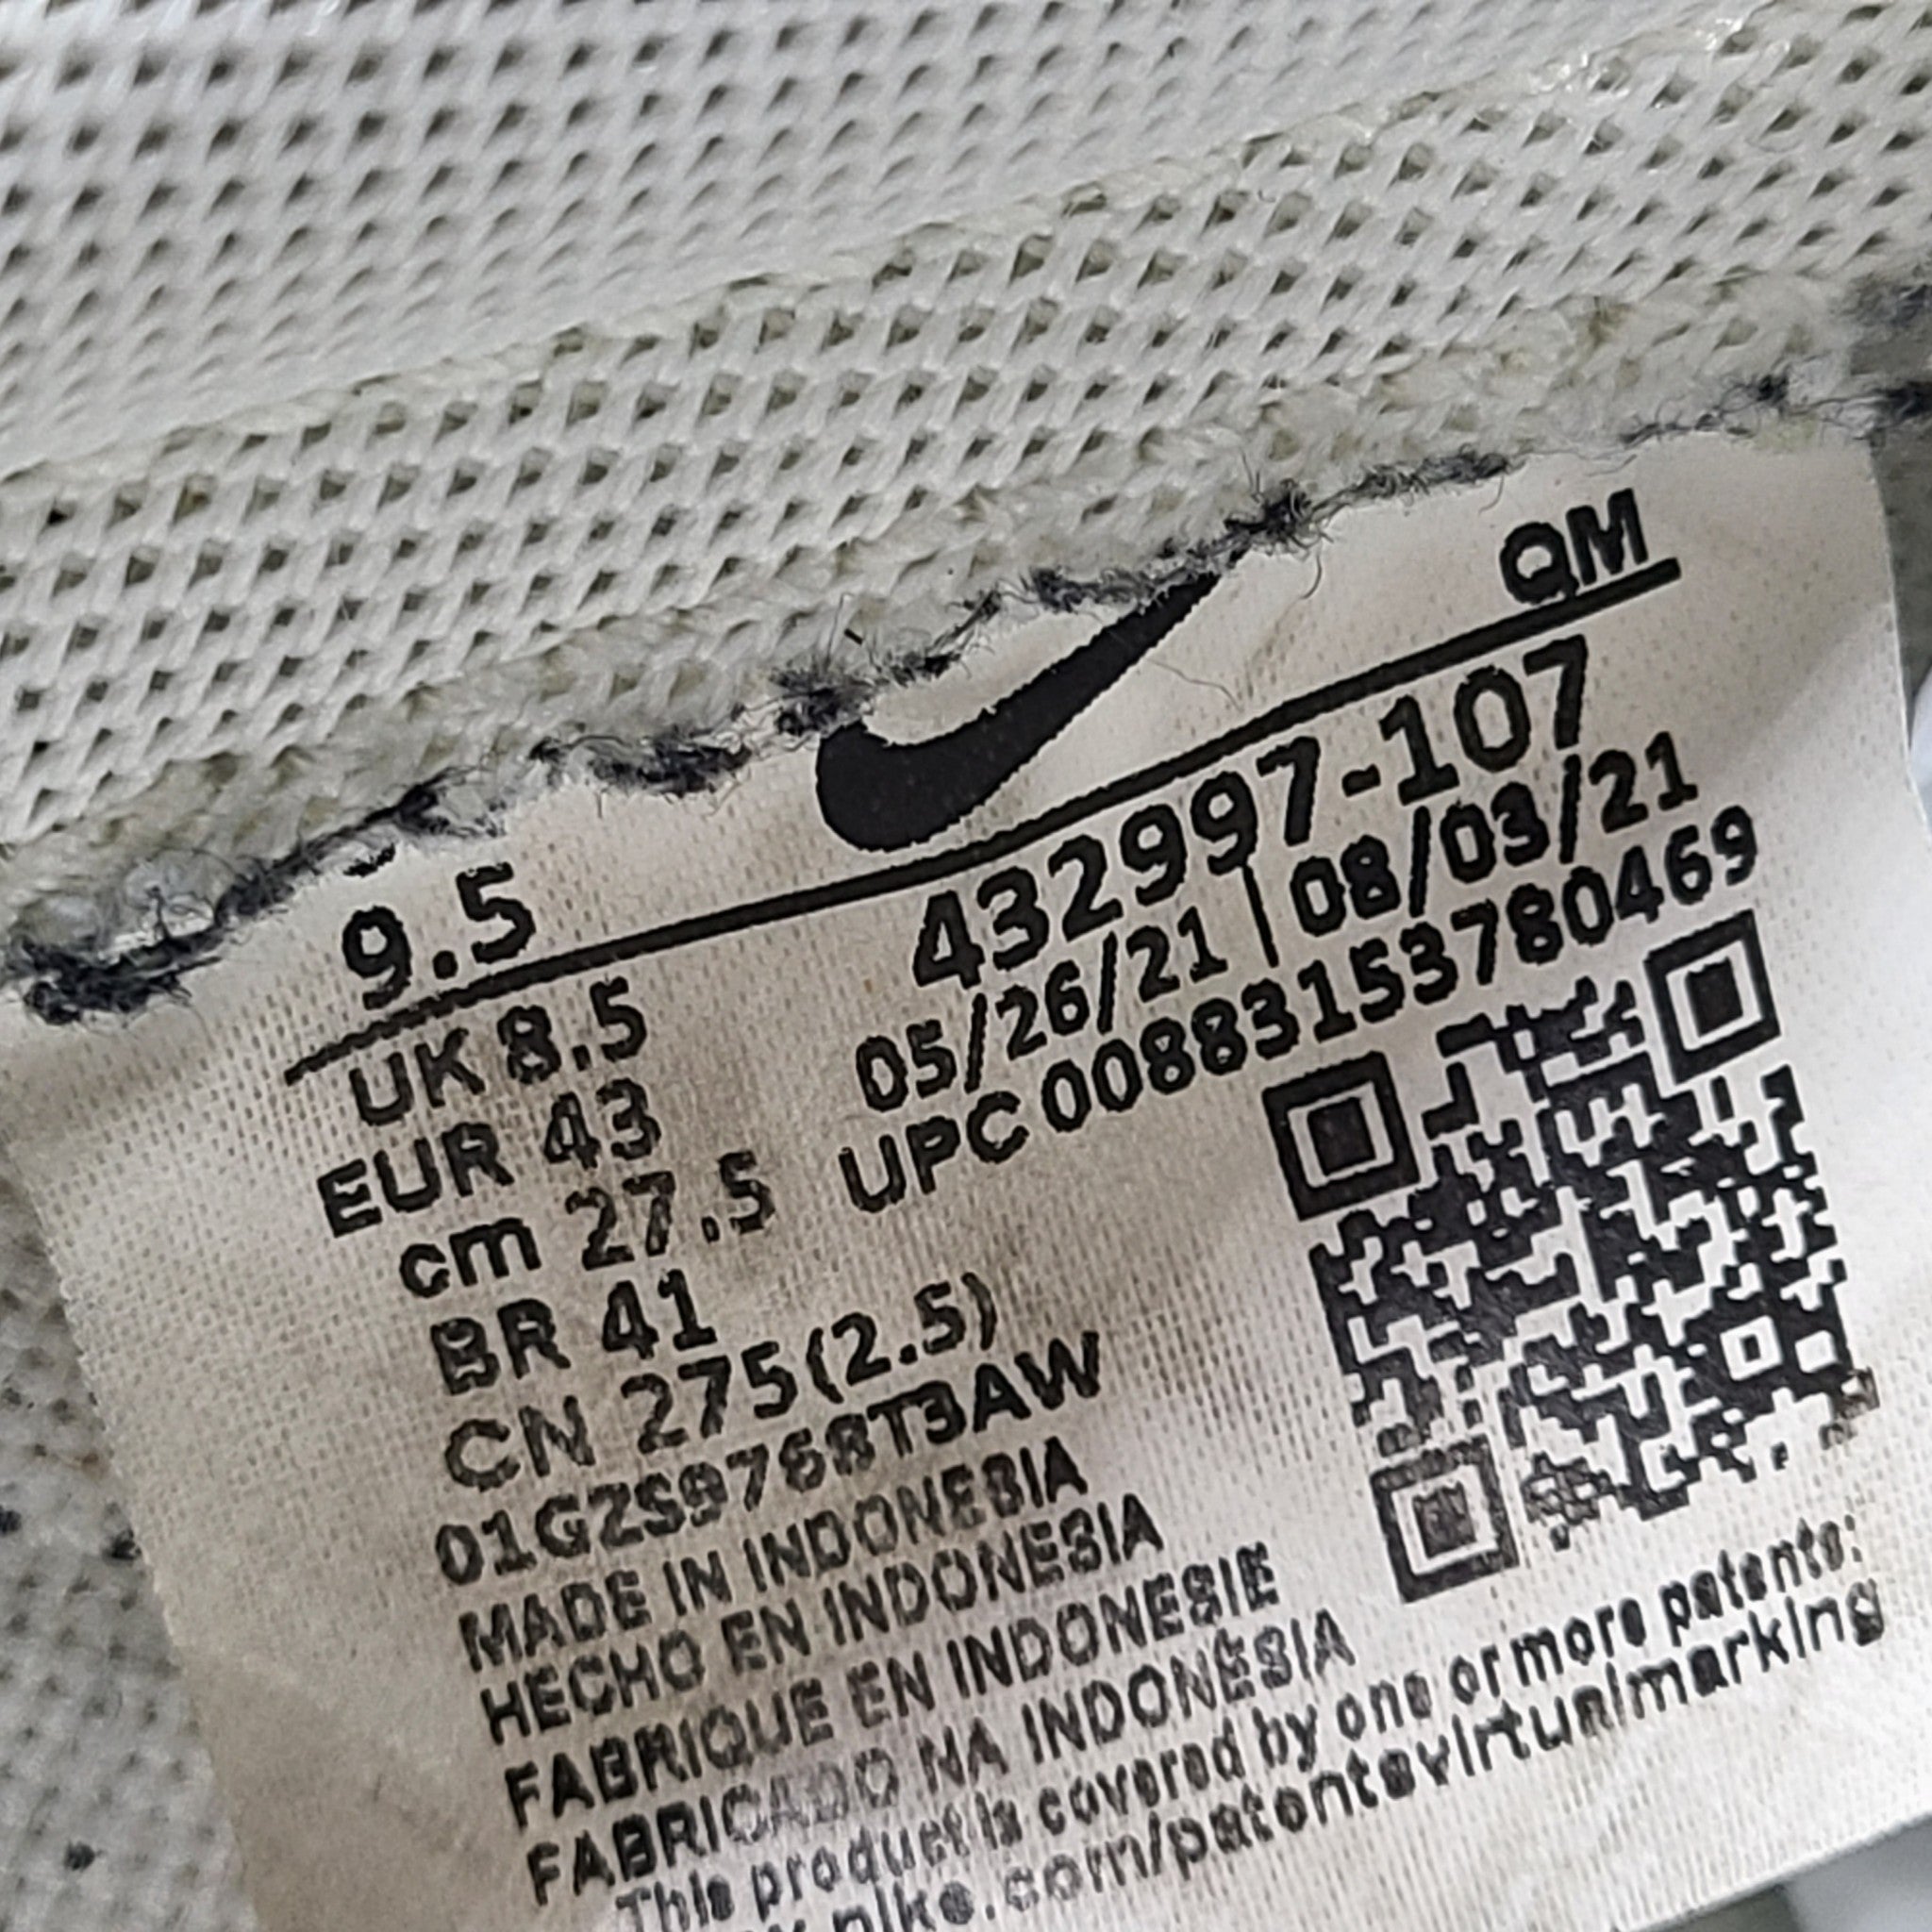 QM
9.5
432997-107
UK 8.5
05/26/21 | 08/03/21
EUR 43
UPC 00883153780469
cm 27.5
BR 41
CN 275(2.5)
01GZS9768T3AW
MADE IN INDONESIA
HECHO EN INDONESIA
FABRIQUE EN INDONESIE
FABRICADO NA INDONESIA
This product is covered by one or more patents:
nike.com/patentsvirtualmarking